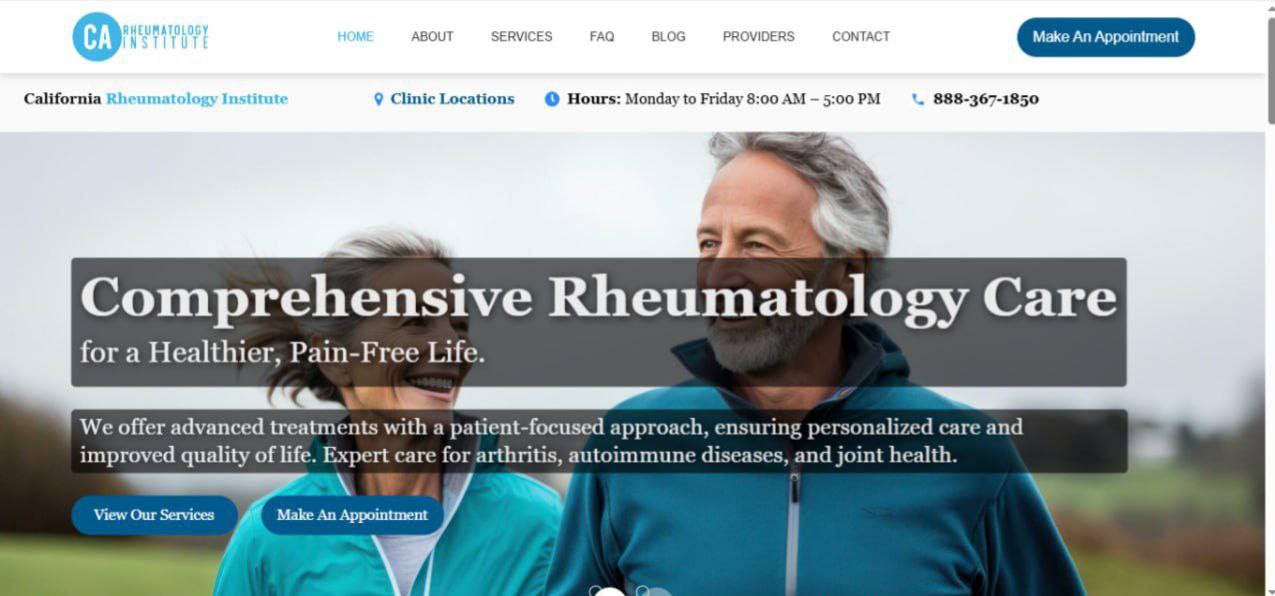 CA RHEUMATOLOGY
INSTITUTE
HOME ABOUT SERVICES FAQ BLOG PROVIDERS CONTACT
Make An Appointment
California Rheumatology Institute
Clinic Locations
Hours: Monday to Friday 8:00 AM – 5:00 PM
888-367-1850
Comprehensive Rheumatology Care
for a Healthier, Pain-Free Life.
We offer advanced treatments with a patient-focused approach, ensuring personalized care and
improved quality of life. Expert care for arthritis, autoimmune diseases, and joint health.
View Our Services
Make An Appointment